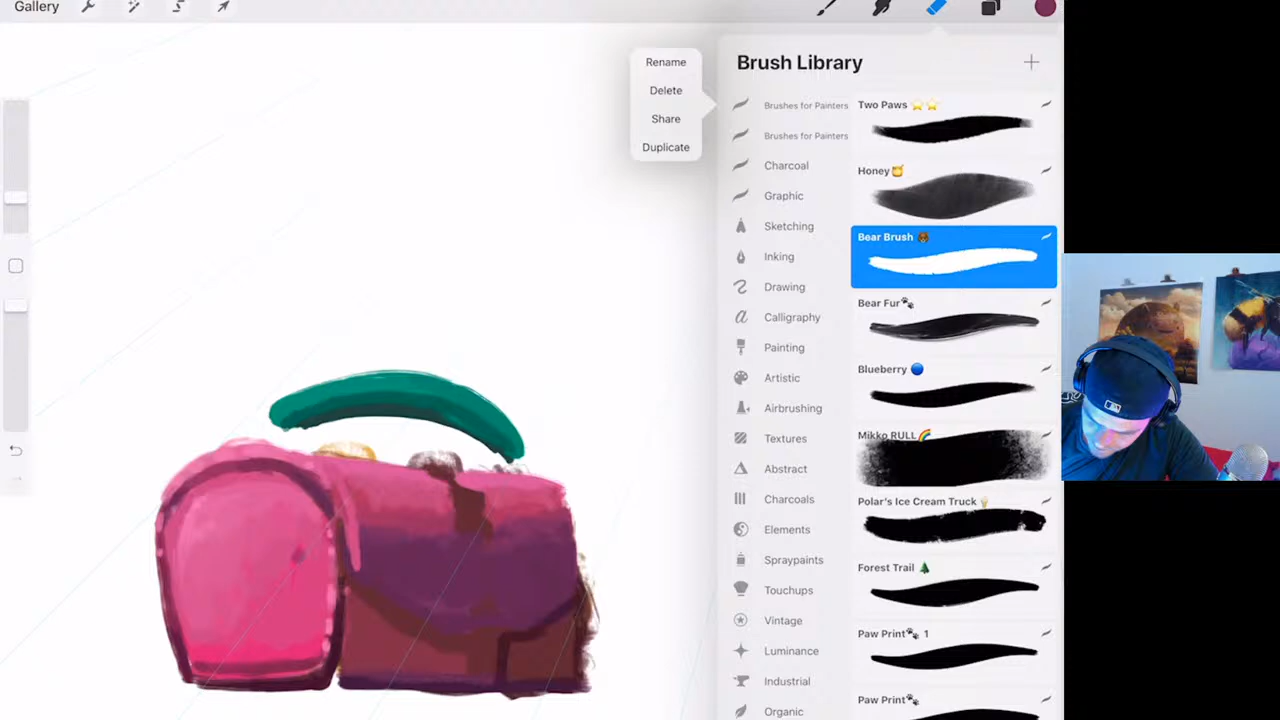 Gallery
Rename
Delete
Share
Duplicate
Brush Library
Brushes for Painters
Brushes for Painters
Charcoal
Graphic
Sketching
Inking
Drawing
Calligraphy
Painting
Artistic
Airbrushing
Textures
Abstract
Charcoals
Elements
Spraypaints
Touchups
Vintage
Luminance
Industrial
Organic
Two Paws ⭐⭐
Honey🍯
Bear Brush 🐻
Bear Fur🐾
Blueberry 🔵
Mikko RULL🌈
Polar's Ice Cream Truck 🍦
Forest Trail 🌲
Paw Print🐾 1
Paw Print🐾